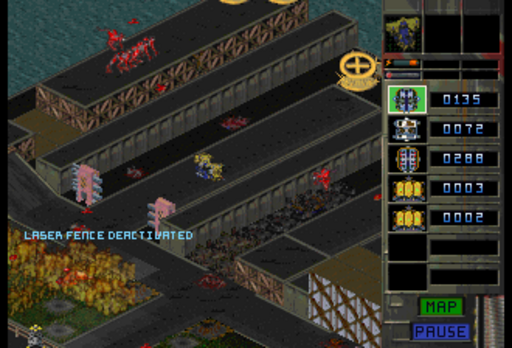 0135
0072
0288
0003
0002
LASER FENCE DEACTIVATED
MAP
PAUSE